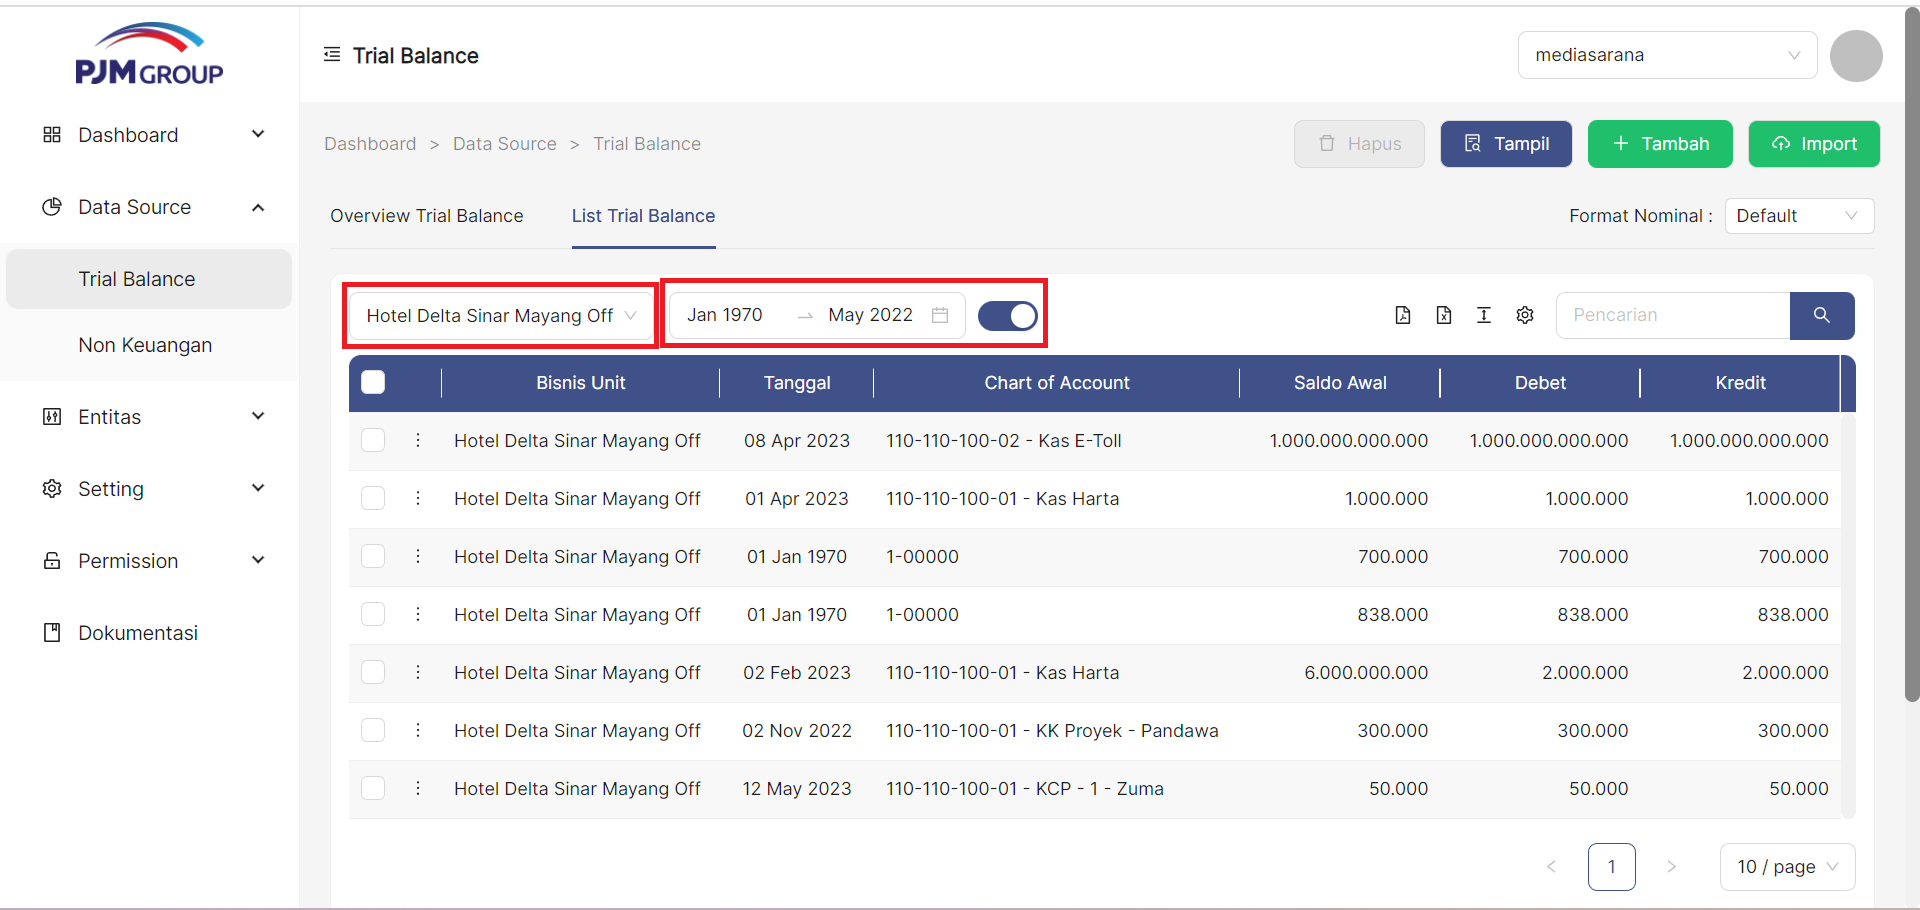 PJM GROUP
Trial Balance
mediasarana
Dashboard
Data Source
Trial Balance
Non Keuangan
Entitas
Setting
Permission
Dokumentasi
Dashboard > Data Source > Trial Balance
Hapus
Tampil
+ Tambah
Import
Overview Trial Balance
List Trial Balance
Format Nominal : Default
Hotel Delta Sinar Mayang Off
Jan 1970 → May 2022
Pencarian
Bisnis Unit Tanggal Chart of Account Saldo Awal Debet Kredit
Hotel Delta Sinar Mayang Off 08 Apr 2023 110-110-100-02 - Kas E-Toll 1.000.000.000.000 1.000.000.000.000 1.000.000.000.000
Hotel Delta Sinar Mayang Off 01 Apr 2023 110-110-100-01 - Kas Harta 1.000.000 1.000.000 1.000.000
Hotel Delta Sinar Mayang Off 01 Jan 1970 1-00000 700.000 700.000 700.000
Hotel Delta Sinar Mayang Off 01 Jan 1970 1-00000 838.000 838.000 838.000
Hotel Delta Sinar Mayang Off 02 Feb 2023 110-110-100-01 - Kas Harta 6.000.000.000 2.000.000 2.000.000
Hotel Delta Sinar Mayang Off 02 Nov 2022 110-110-100-01 - KK Proyek - Pandawa 300.000 300.000 300.000
Hotel Delta Sinar Mayang Off 12 May 2023 110-110-100-01 - KCP - 1 - Zuma 50.000 50.000 50.000
< 1 > 10 / page